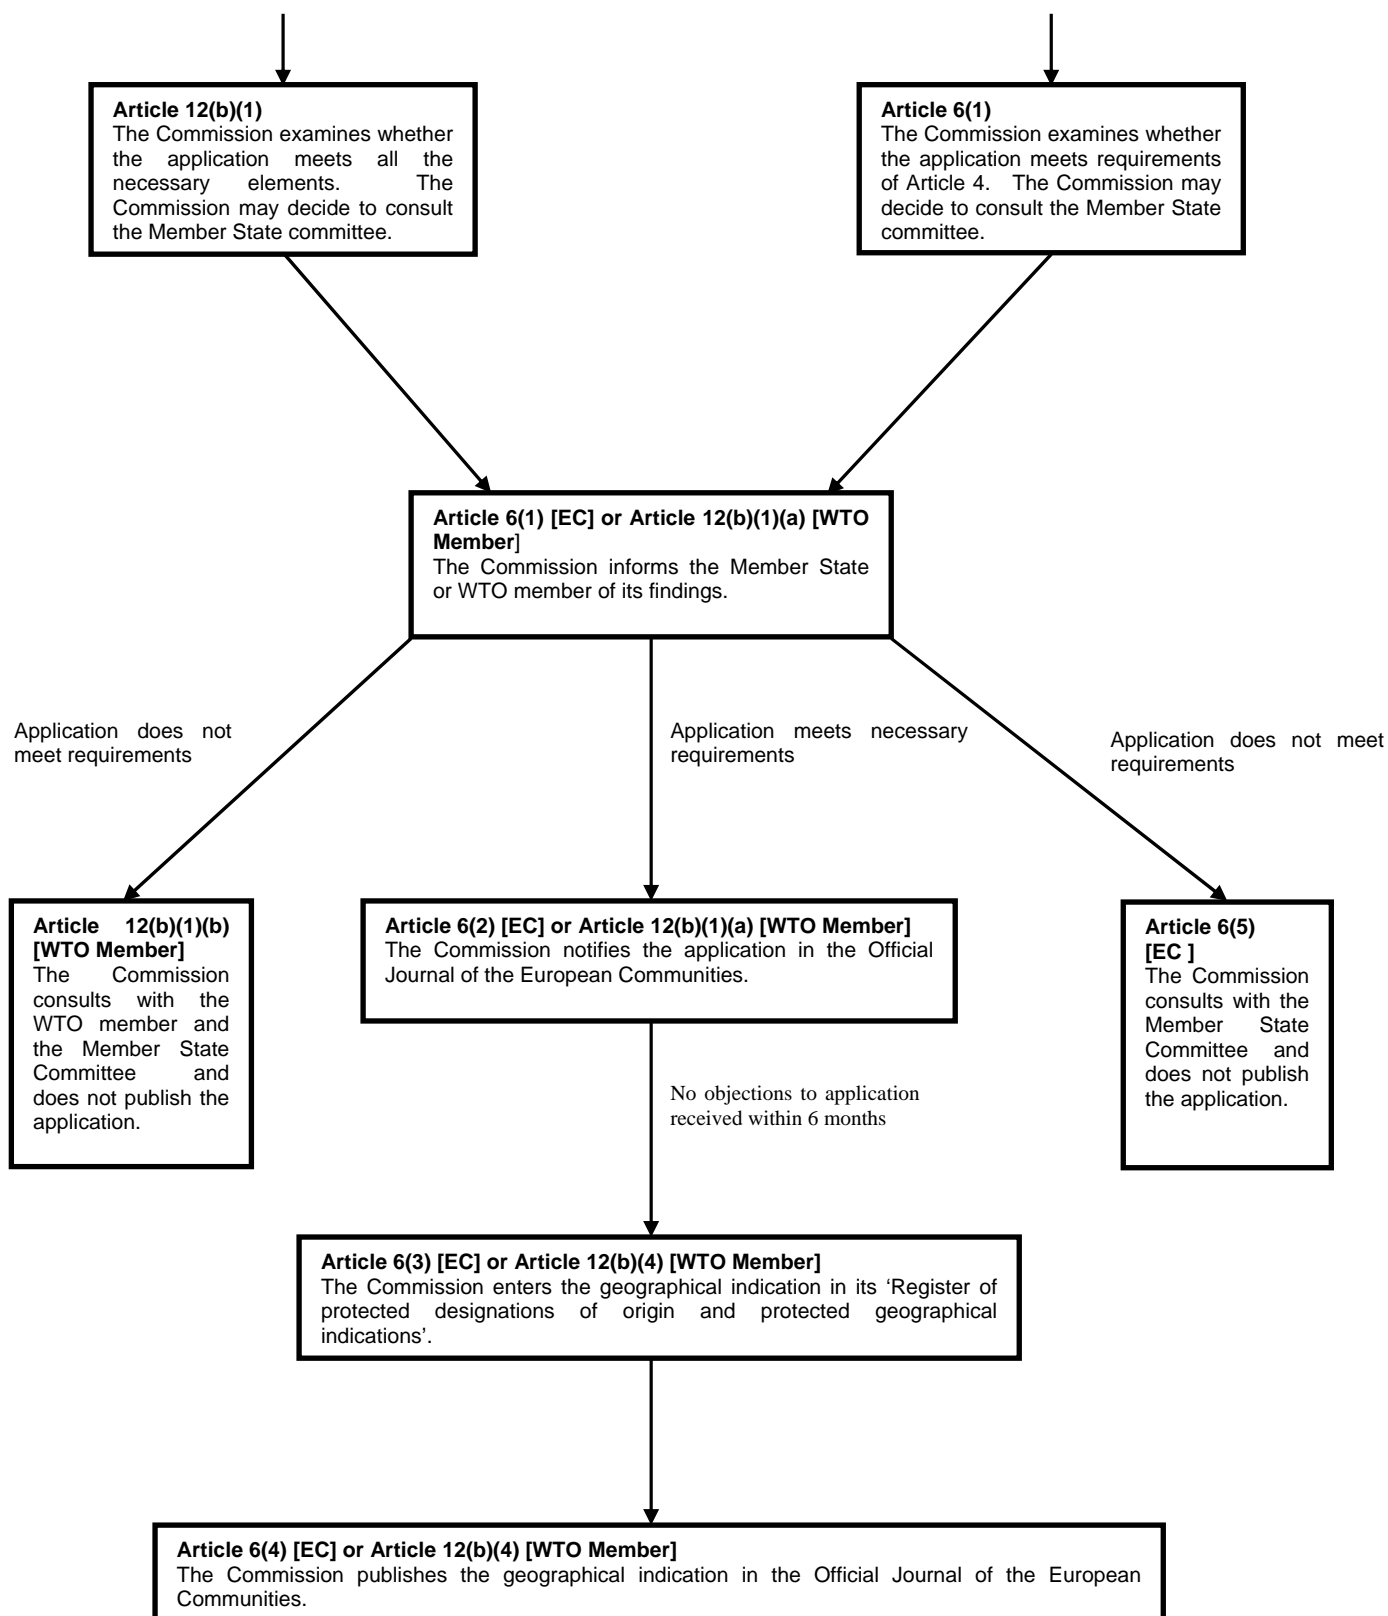 Article 12(b)(1)
The Commission examines whether
the application meets all the
necessary elements. The
Commission may decide to consult
the Member State committee.
Article 6(1)
The Commission examines whether
the application meets requirements
of Article 4. The Commission may
decide to consult the Member State
committee.
Article 6(1) [EC] or Article 12(b)(1)(a) [WTO
Member]
The Commission informs the Member State
or WTO member of its findings.
Application does not
meet requirements
Application meets necessary
requirements
Application does not meet
requirements
Article 12(b)(1)(b)
[WTO Member]
The Commission
consults with the
WTO member and
the Member State
Committee and
does not publish the
application.
Article 6(2) [EC] or Article 12(b)(1)(a) [WTO Member]
The Commission notifies the application in the Official
Journal of the European Communities.
Article 6(5)
[EC ]
The Commission
consults with the
Member State
Committee and
does not publish
the application.
No objections to application
received within 6 months
Article 6(3) [EC] or Article 12(b)(4) [WTO Member]
The Commission enters the geographical indication in its ‘Register of
protected designations of origin and protected geographical
indications’.
Article 6(4) [EC] or Article 12(b)(4) [WTO Member]
The Commission publishes the geographical indication in the Official Journal of the European
Communities.